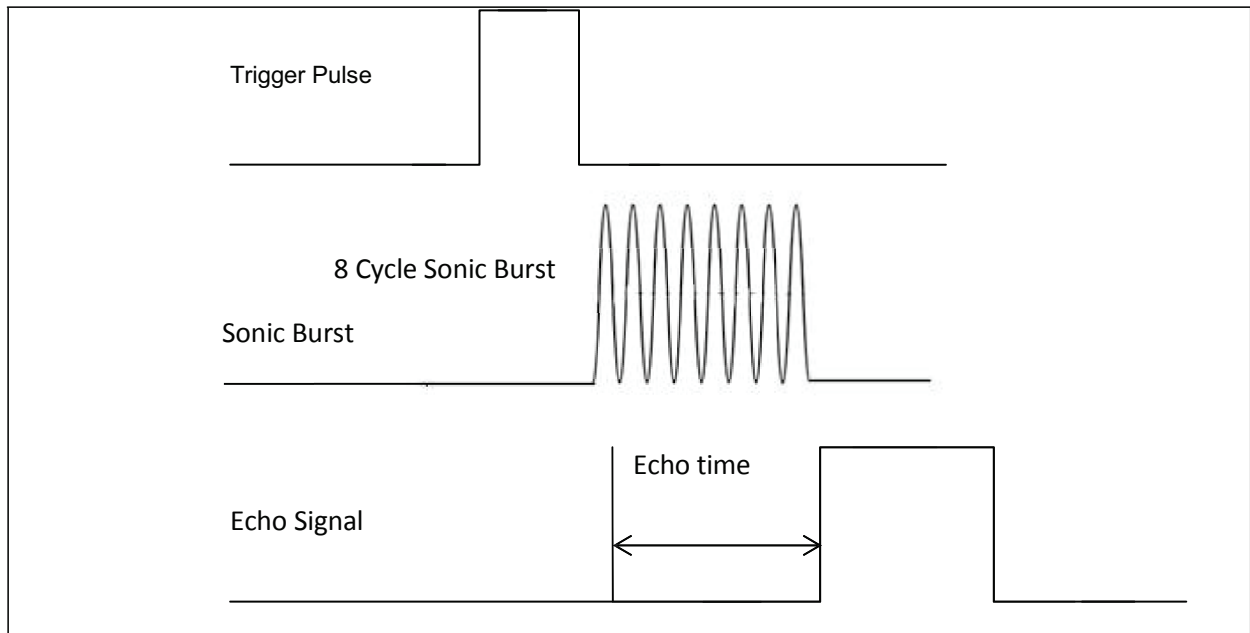 Trigger Pulse
8 Cycle Sonic Burst
Sonic Burst
Echo time
Echo Signal